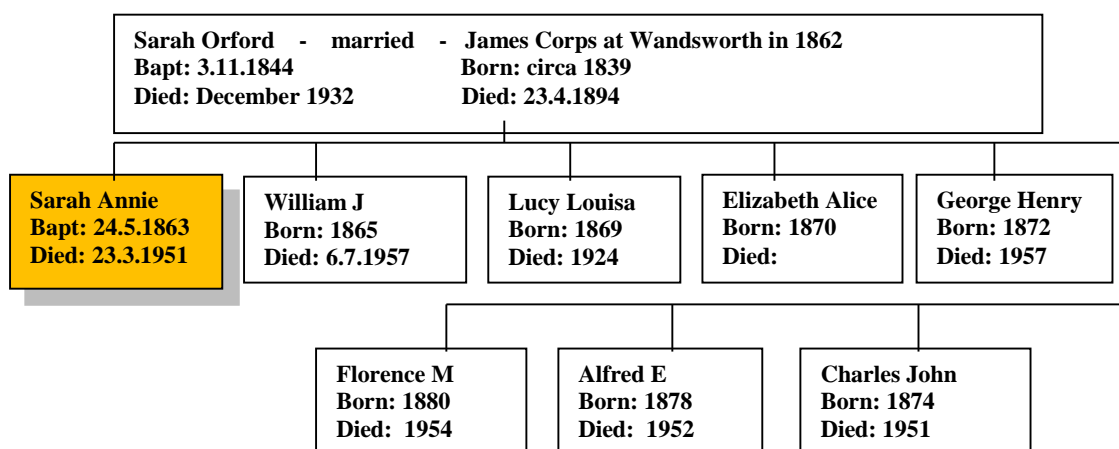 Sarah Orford - married - James Corps at Wandsworth in 1862
Bapt: 3.11.1844 Born: circa 1839
Died: December 1932 Died: 23.4.1894
Sarah Annie
Bapt: 24.5.1863
Died: 23.3.1951
William J
Born: 1865
Died: 6.7.1957
Lucy Louisa
Born: 1869
Died: 1924
Elizabeth Alice
Born: 1870
Died:
George Henry
Born: 1872
Died: 1957
Florence M
Born: 1880
Died: 1954
Alfred E
Born: 1878
Died: 1952
Charles John
Born: 1874
Died: 1951